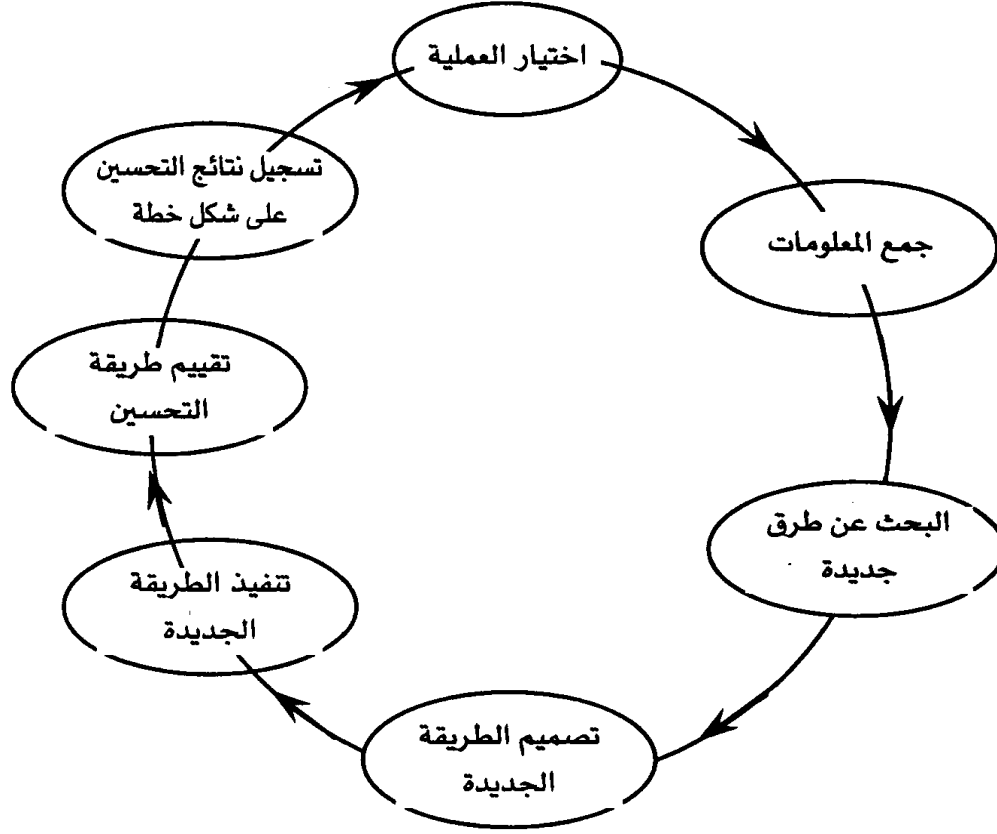 اختيار العملية
جمع المعلومات
البحث عن طرق
جديدة
تصميم الطريقة
الجديدة
تنفيذ الطريقة
الجديدة
تقييم طريقة
التحسين
تسجيل نتائج التحسين
على شكل خطة